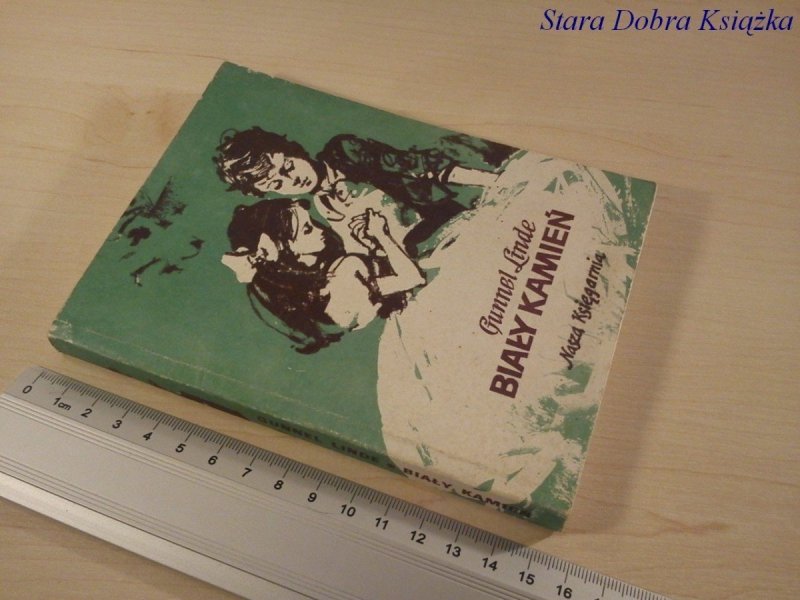 Stara Dobra Książka
Gunnel Linde
BIAŁY KAMIEŃ
Nasza Księgarnia
GUNNEL LINDE * BIAŁY KAMIEŃ
0 1cm 2 3 4 5 6 7 8 9 10 11 12 13 14 15 16